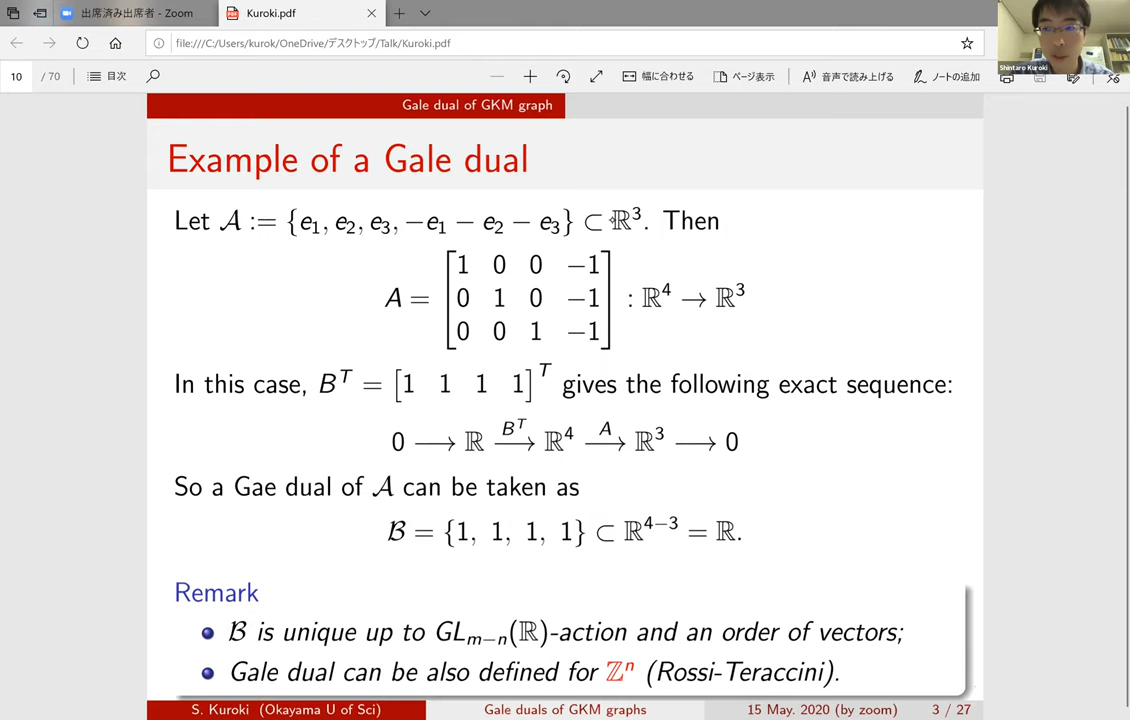 出席済み出席者 - Zoom
Kuroki.pdf
file:///C:/Users/kurok/OneDrive/デスクトップ/Talk/Kuroki.pdf
Shintaro Kuroki
10 / 70 目次 幅に合わせる ページ表示 音声で読み上げる ノートの追加
Gale dual of GKM graph
Example of a Gale dual
Let 𝒜 := {e₁, e₂, e₃, −e₁ − e₂ − e₃} ⊂ ℝ³. Then
A = [1 0 0 −1
0 1 0 −1
0 0 1 −1] : ℝ⁴ → ℝ³
In this case, Bᵀ = [1 1 1 1]ᵀ gives the following exact sequence:
0 ⟶ ℝ —Bᵀ→ ℝ⁴ —A→ ℝ³ ⟶ 0
So a Gae dual of 𝒜 can be taken as
ℬ = {1, 1, 1, 1} ⊂ ℝ⁴⁻³ = ℝ.
Remark
ℬ is unique up to GLₘ₋ₙ(ℝ)-action and an order of vectors;
Gale dual can be also defined for ℤⁿ (Rossi-Teraccini).
S. Kuroki (Okayama U of Sci) Gale duals of GKM graphs 15 May. 2020 (by zoom) 3 / 27